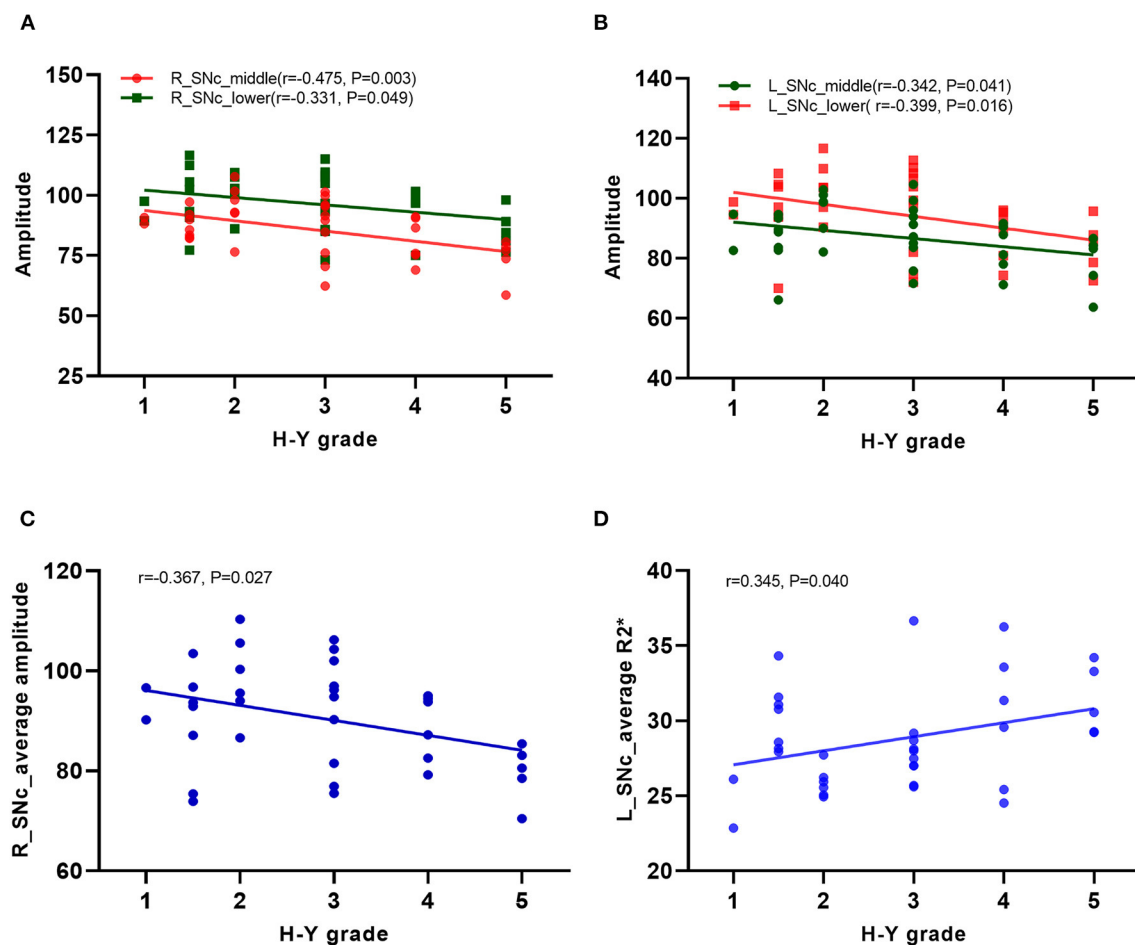 A
R_SNc_middle(r=-0.475, P=0.003)
R_SNc_lower(r=-0.331, P=0.049)
Amplitude
150
125
100
75
50
25
1 2 3 4 5
H-Y grade
B
L_SNc_middle(r=-0.342, P=0.041)
L_SNc_lower( r=-0.399, P=0.016)
Amplitude
140
120
100
80
60
40
1 2 3 4 5
H-Y grade
C
r=-0.367, P=0.027
R_SNc_average amplitude
120
100
80
60
1 2 3 4 5
H-Y grade
D
r=0.345, P=0.040
L_SNc_average R2*
40
35
30
25
20
1 2 3 4 5
H-Y grade